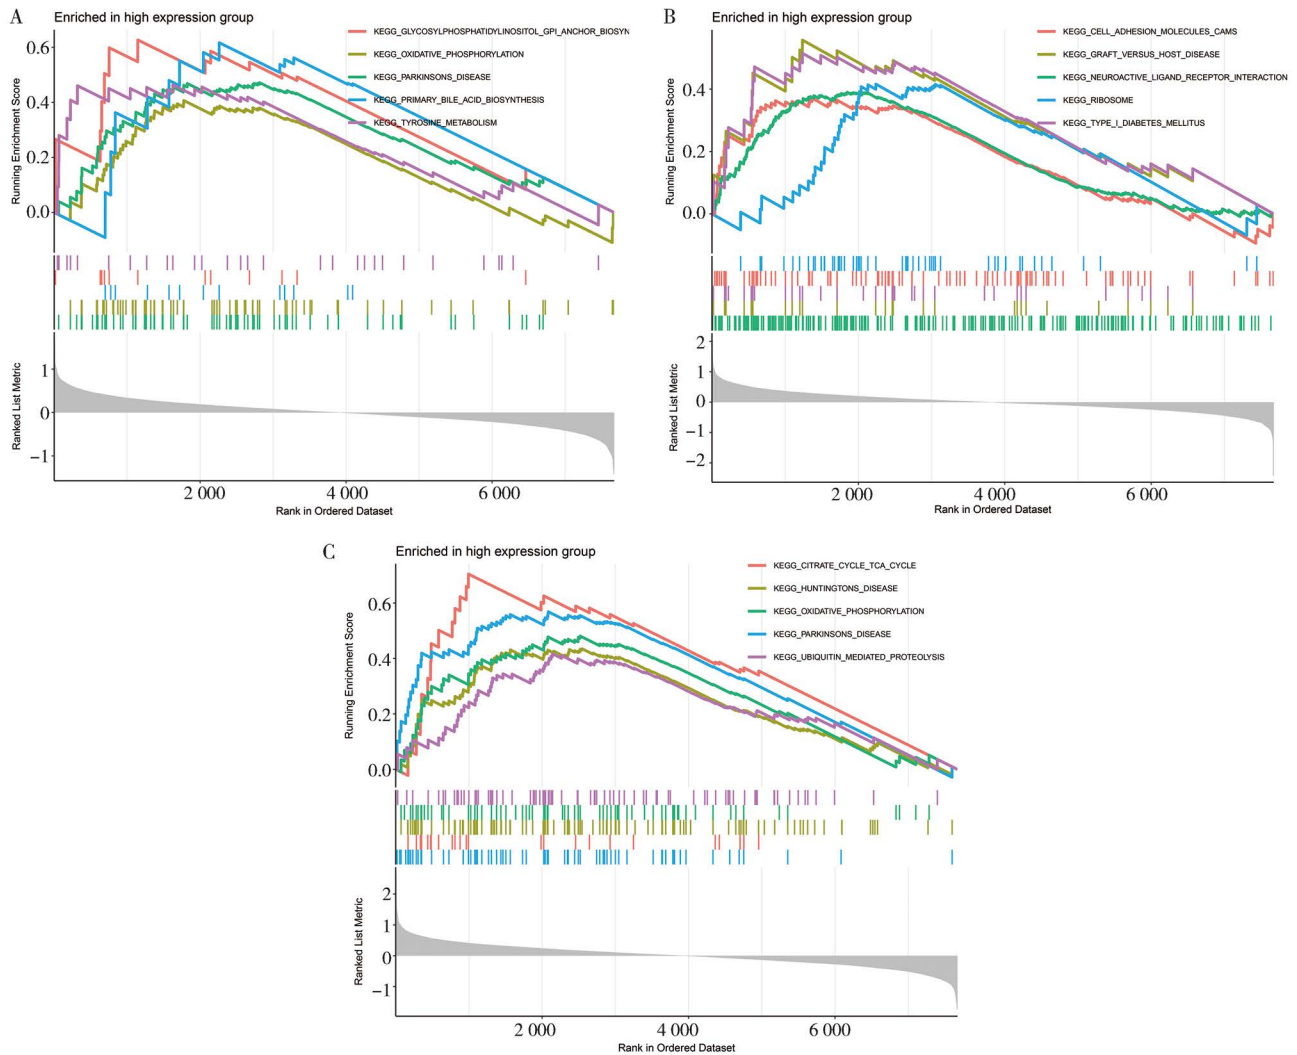 A
Enriched in high expression group
KEGG_GLYCOSYLPHOSPHATIDYLINOSITOL_GPI_ANCHOR_BIOSYN
KEGG_OXIDATIVE_PHOSPHORYLATION
KEGG_PARKINSONS_DISEASE
KEGG_PRIMARY_BILE_ACID_BIOSYNTHESIS
KEGG_TYROSINE_METABOLISM
Running Enrichment Score
0.6
0.4
0.2
0.0
Ranked List Metric
1
0
−1
2 000
4 000
6 000
Rank in Ordered Dataset
B
Enriched in high expression group
KEGG_CELL_ADHESION_MOLECULES_CAMS
KEGG_GRAFT_VERSUS_HOST_DISEASE
KEGG_NEUROACTIVE_LIGAND_RECEPTOR_INTERACTION
KEGG_RIBOSOME
KEGG_TYPE_I_DIABETES_MELLITUS
Running Enrichment Score
0.4
0.2
0.0
Ranked List Metric
2
1
0
−1
−2
2 000
4 000
6 000
Rank in Ordered Dataset
C
Enriched in high expression group
KEGG_CITRATE_CYCLE_TCA_CYCLE
KEGG_HUNTINGTONS_DISEASE
KEGG_OXIDATIVE_PHOSPHORYLATION
KEGG_PARKINSONS_DISEASE
KEGG_UBIQUITIN_MEDIATED_PROTEOLYSIS
Running Enrichment Score
0.6
0.4
0.2
0.0
Ranked List Metric
2
1
0
−1
2 000
4 000
6 000
Rank in Ordered Dataset